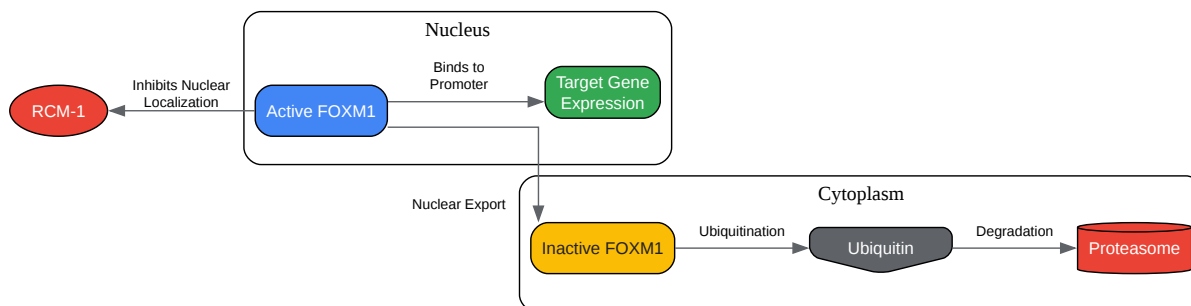 Nucleus
Inhibits Nuclear
Localization
RCM-1
Active FOXM1
Binds to
Promoter
Target Gene
Expression
Nuclear Export
Cytoplasm
Inactive FOXM1
Ubiquitination
Ubiquitin
Degradation
Proteasome